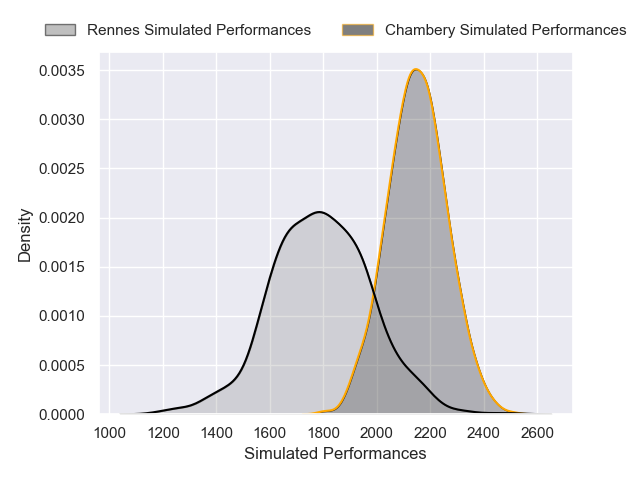 Rennes Simulated Performances
Chambery Simulated Performances
0.0035
0.0030
0.0025
0.0020
0.0015
0.0010
0.0005
0.0000
Density
1000 1200 1400 1600 1800 2000 2200 2400 2600
Simulated Performances